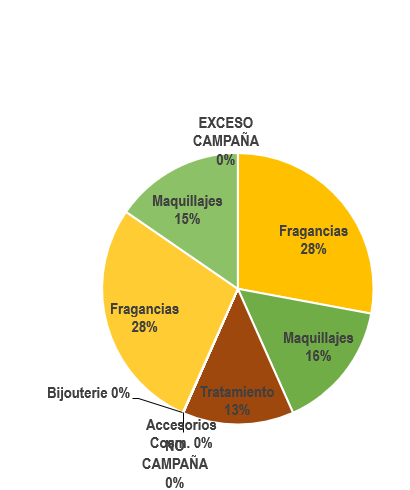 EXCESO
CAMPAÑA
0%
Maquillajes
15%
Fragancias
28%
Fragancias
28%
Maquillajes
16%
Tratamiento
13%
Bijouterie 0%
Accesorios
Cosm. 0%
NO
CAMPAÑA
0%